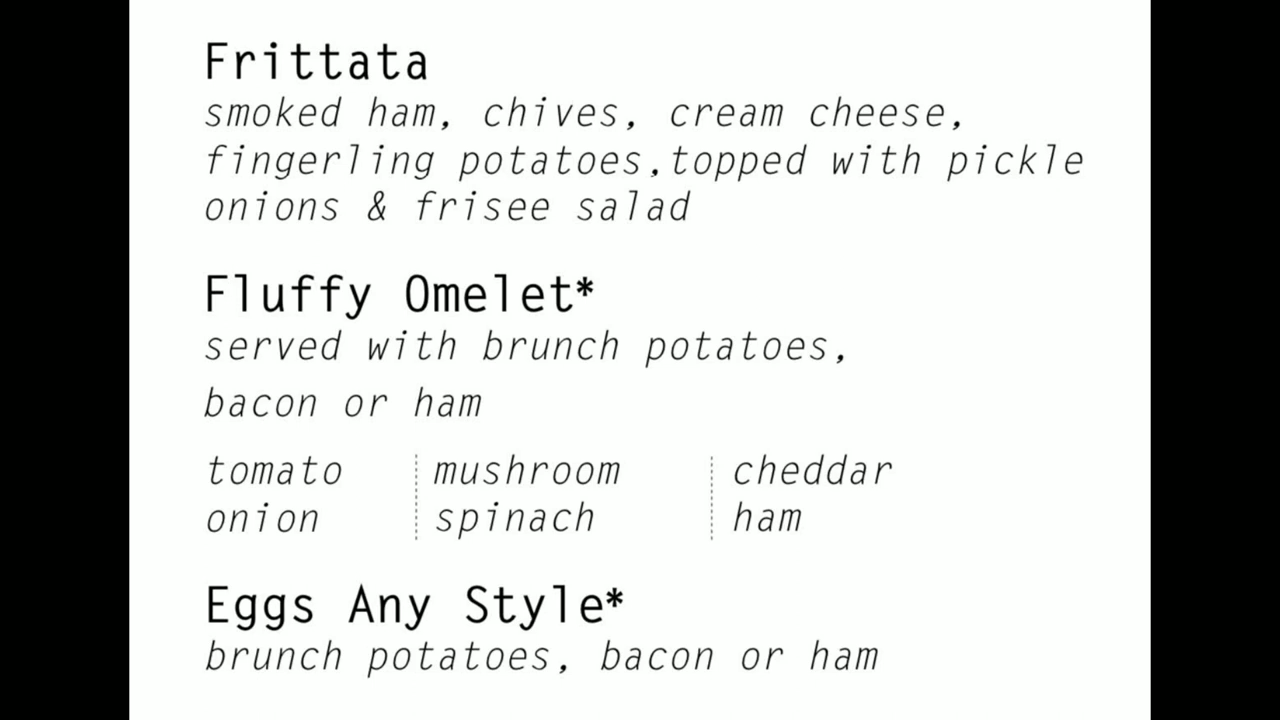 Frittata
smoked ham, chives, cream cheese,
fingerling potatoes,topped with pickle
onions & frisee salad
Fluffy Omelet*
served with brunch potatoes,
bacon or ham
tomato mushroom cheddar
onion spinach ham
Eggs Any Style*
brunch potatoes, bacon or ham